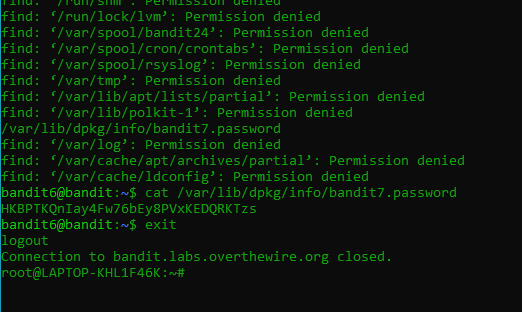 find: ‘/run/shm’: Permission denied
find: ‘/run/lock/lvm’: Permission denied
find: ‘/var/spool/bandit24’: Permission denied
find: ‘/var/spool/cron/crontabs’: Permission denied
find: ‘/var/spool/rsyslog’: Permission denied
find: ‘/var/tmp’: Permission denied
find: ‘/var/lib/apt/lists/partial’: Permission denied
find: ‘/var/lib/polkit-1’: Permission denied
/var/lib/dpkg/info/bandit7.password
find: ‘/var/log’: Permission denied
find: ‘/var/cache/apt/archives/partial’: Permission denied
find: ‘/var/cache/ldconfig’: Permission denied
bandit6@bandit:~$ cat /var/lib/dpkg/info/bandit7.password
HKBPTKQnIay4Fw76bEy8PVxKEDQRKTzs
bandit6@bandit:~$ exit
logout
Connection to bandit.labs.overthewire.org closed.
root@LAPTOP-KHL1F46K:~#